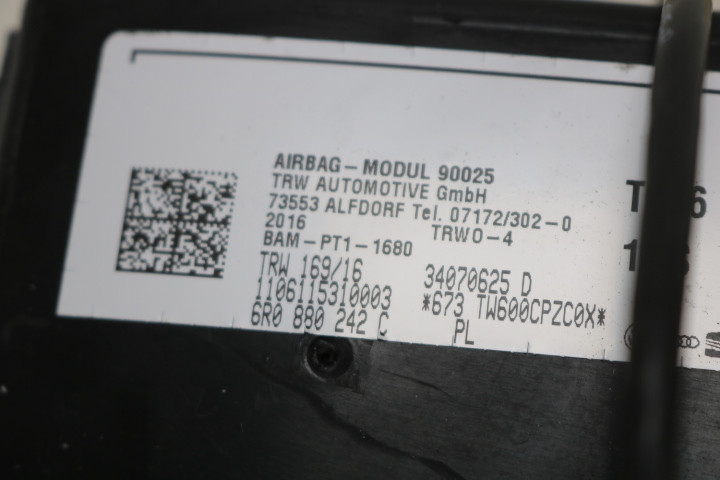 AIRBAG-MODUL 90025
TRW AUTOMOTIVE GmbH
73553 ALFDORF Tel. 07172/302-0
2016 TRWO-4
BAM-PT1-1680
TRW 169/16 34070625 D
1106115310003 *673 TW600CPZC0X*
6R0 880 242 C PL